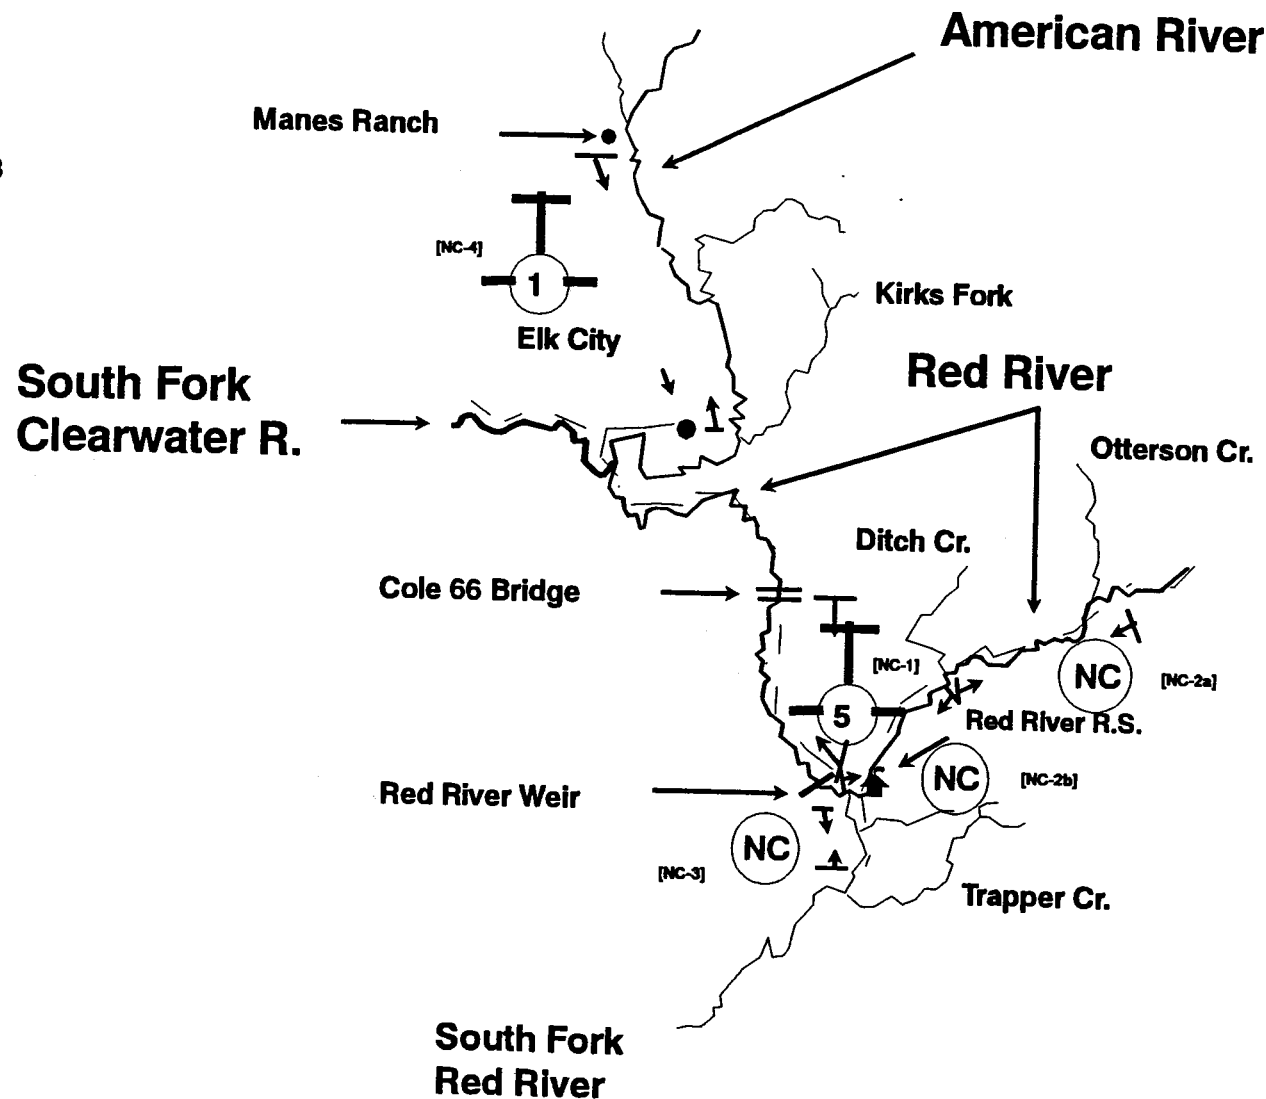 American River
Manes Ranch
[NC-4]
1
Elk City
Kirks Fork
South Fork
Clearwater R.
Red River
Otterson Cr.
Ditch Cr.
Cole 66 Bridge
[NC-1]
NC
[NC-2a]
5
Red River R.S.
Red River Weir
NC
[NC-2b]
NC
[NC-3]
Trapper Cr.
South Fork
Red River